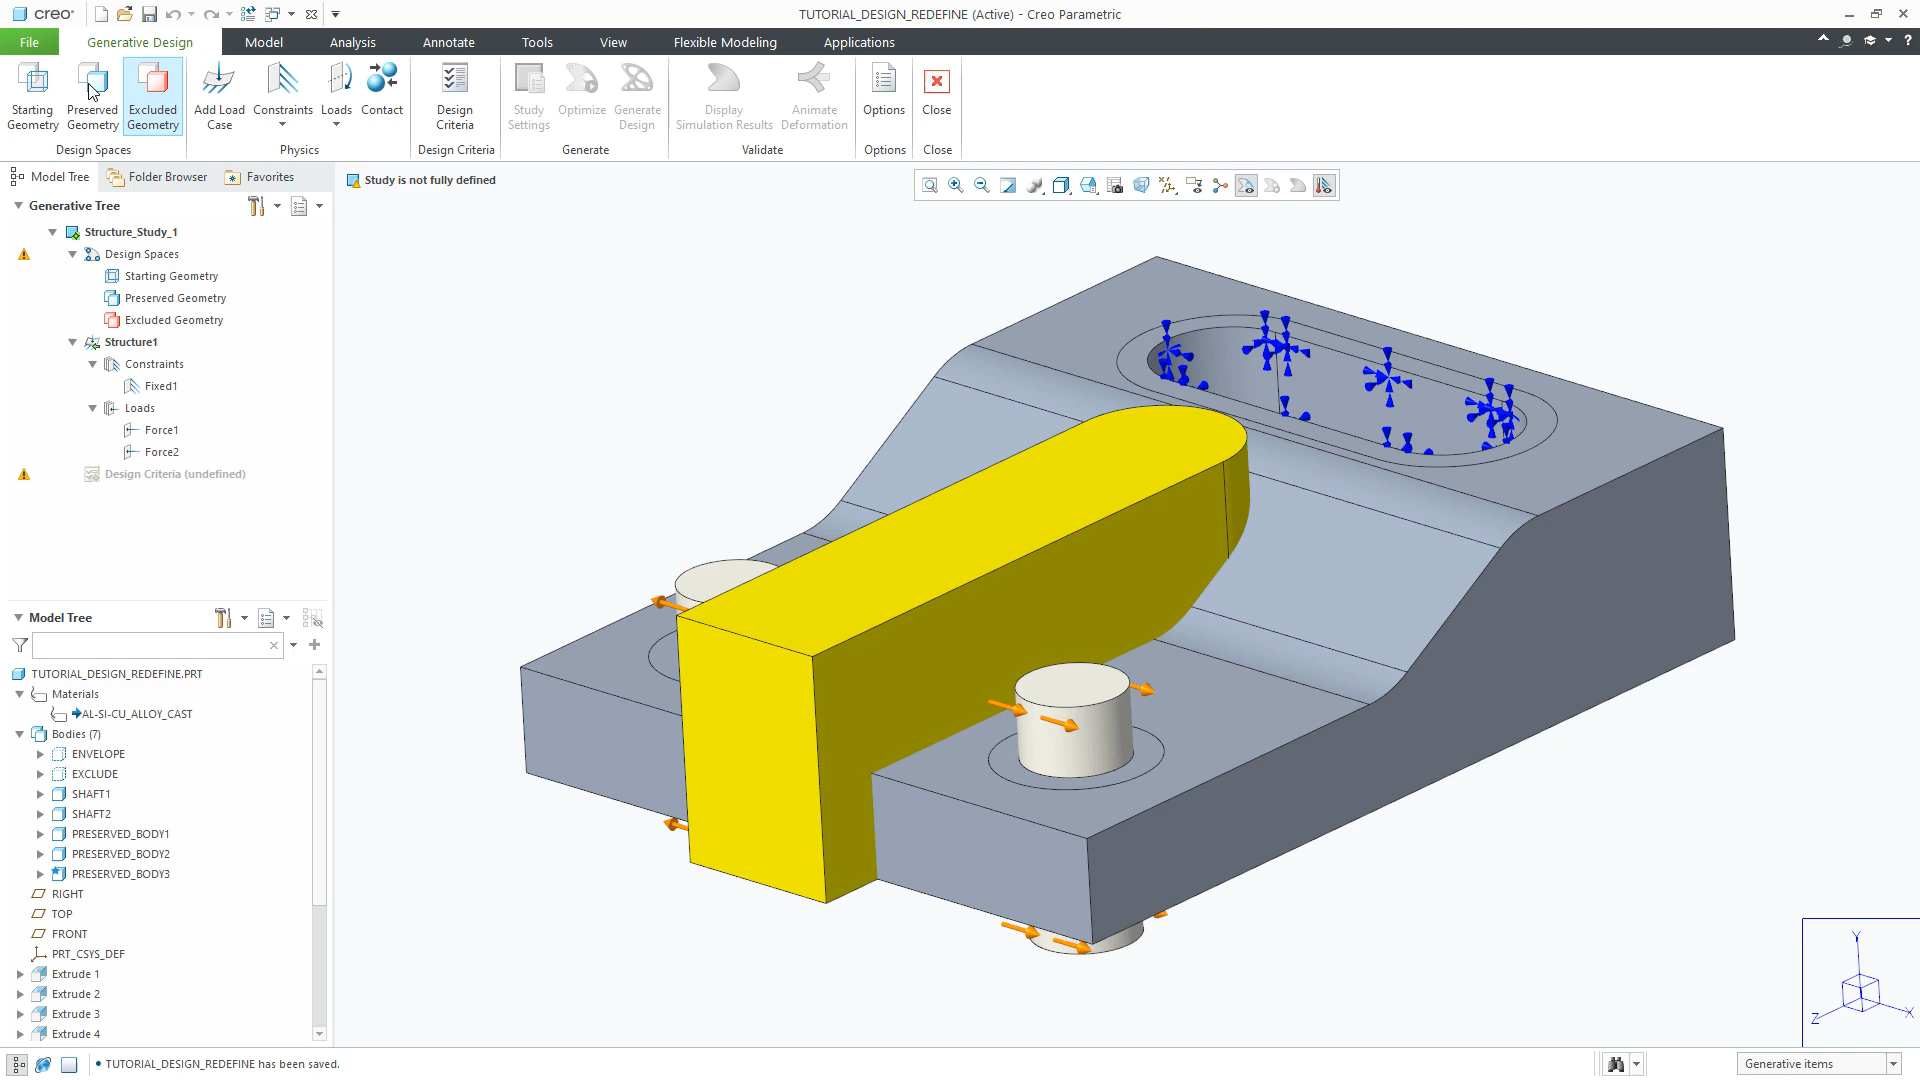 creo
TUTORIAL_DESIGN_REDEFINE (Active) - Creo Parametric
File
Generative Design
Model
Analysis
Annotate
Tools
View
Flexible Modeling
Applications
?
Starting Geometry
Preserved Geometry
Excluded Geometry
Add Load Case
Constraints
Loads
Contact
Design Criteria
Study Settings
Optimize
Generate Design
Display Simulation Results
Animate Deformation
Options
Close
Design Spaces
Physics
Design Criteria
Generate
Validate
Options
Close
Model Tree
Folder Browser
Favorites
Study is not fully defined
Generative Tree
Structure_Study_1
Design Spaces
Starting Geometry
Preserved Geometry
Excluded Geometry
Structure1
Constraints
Fixed1
Loads
Force1
Force2
Design Criteria (undefined)
Model Tree
TUTORIAL_DESIGN_REDEFINE.PRT
Materials
AL-SI-CU_ALLOY_CAST
Bodies (7)
ENVELOPE
EXCLUDE
SHAFT1
SHAFT2
PRESERVED_BODY1
PRESERVED_BODY2
PRESERVED_BODY3
RIGHT
TOP
FRONT
PRT_CSYS_DEF
Extrude 1
Extrude 2
Extrude 3
Extrude 4
Y
Z
X
• TUTORIAL_DESIGN_REDEFINE has been saved.
Generative items